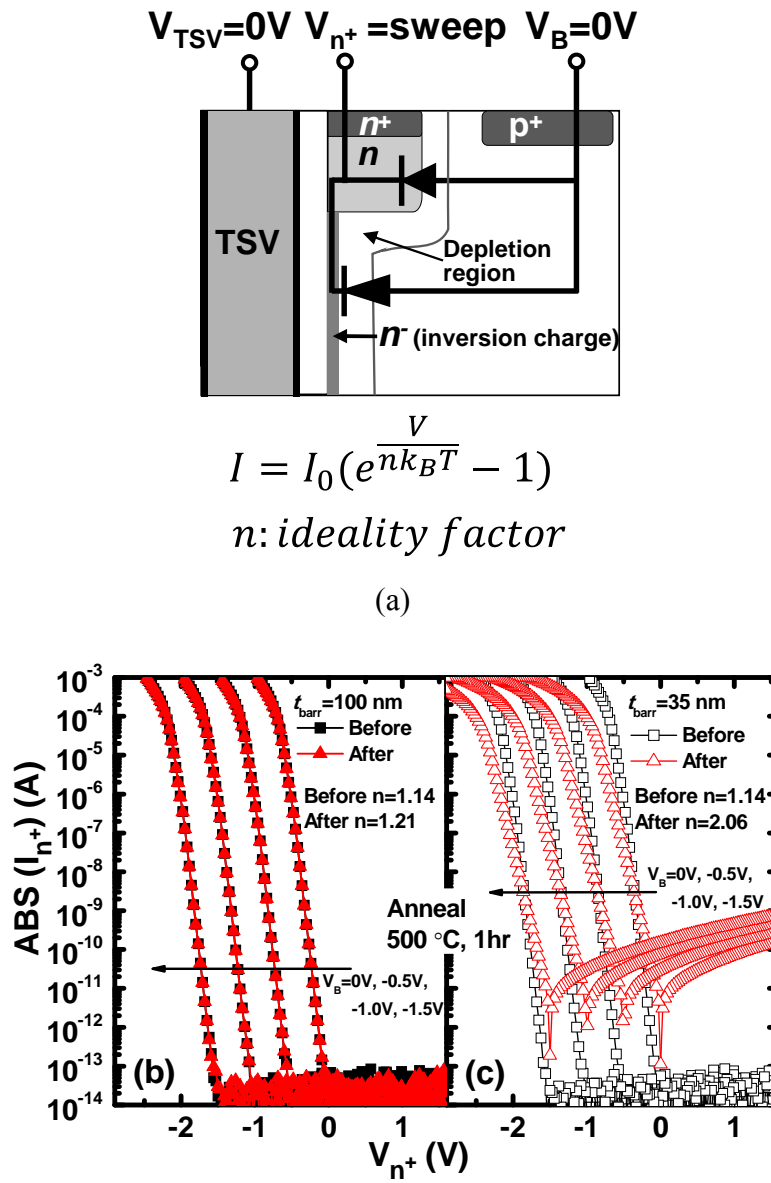 V_TSV=0V V_n+ =sweep V_B=0V
n+
p+
n
TSV
Depletion
region
n- (inversion charge)
I = I_0(e^{\frac{V}{nk_BT}} − 1)
n: ideality factor
(a)
ABS (I_n+) (A)
10^-3
10^-4
10^-5
10^-6
10^-7
10^-8
10^-9
10^-10
10^-11
10^-12
10^-13
10^-14
t_barr=100 nm
Before
After
Before n=1.14
After n=1.21
V_B=0V, -0.5V,
-1.0V, -1.5V
(b)
Anneal
500 °C, 1hr
t_barr=35 nm
Before
After
Before n=1.14
After n=2.06
V_B=0V, -0.5V,
-1.0V, -1.5V
(c)
-2 -1 0 1 -2 -1 0 1
V_n+ (V)